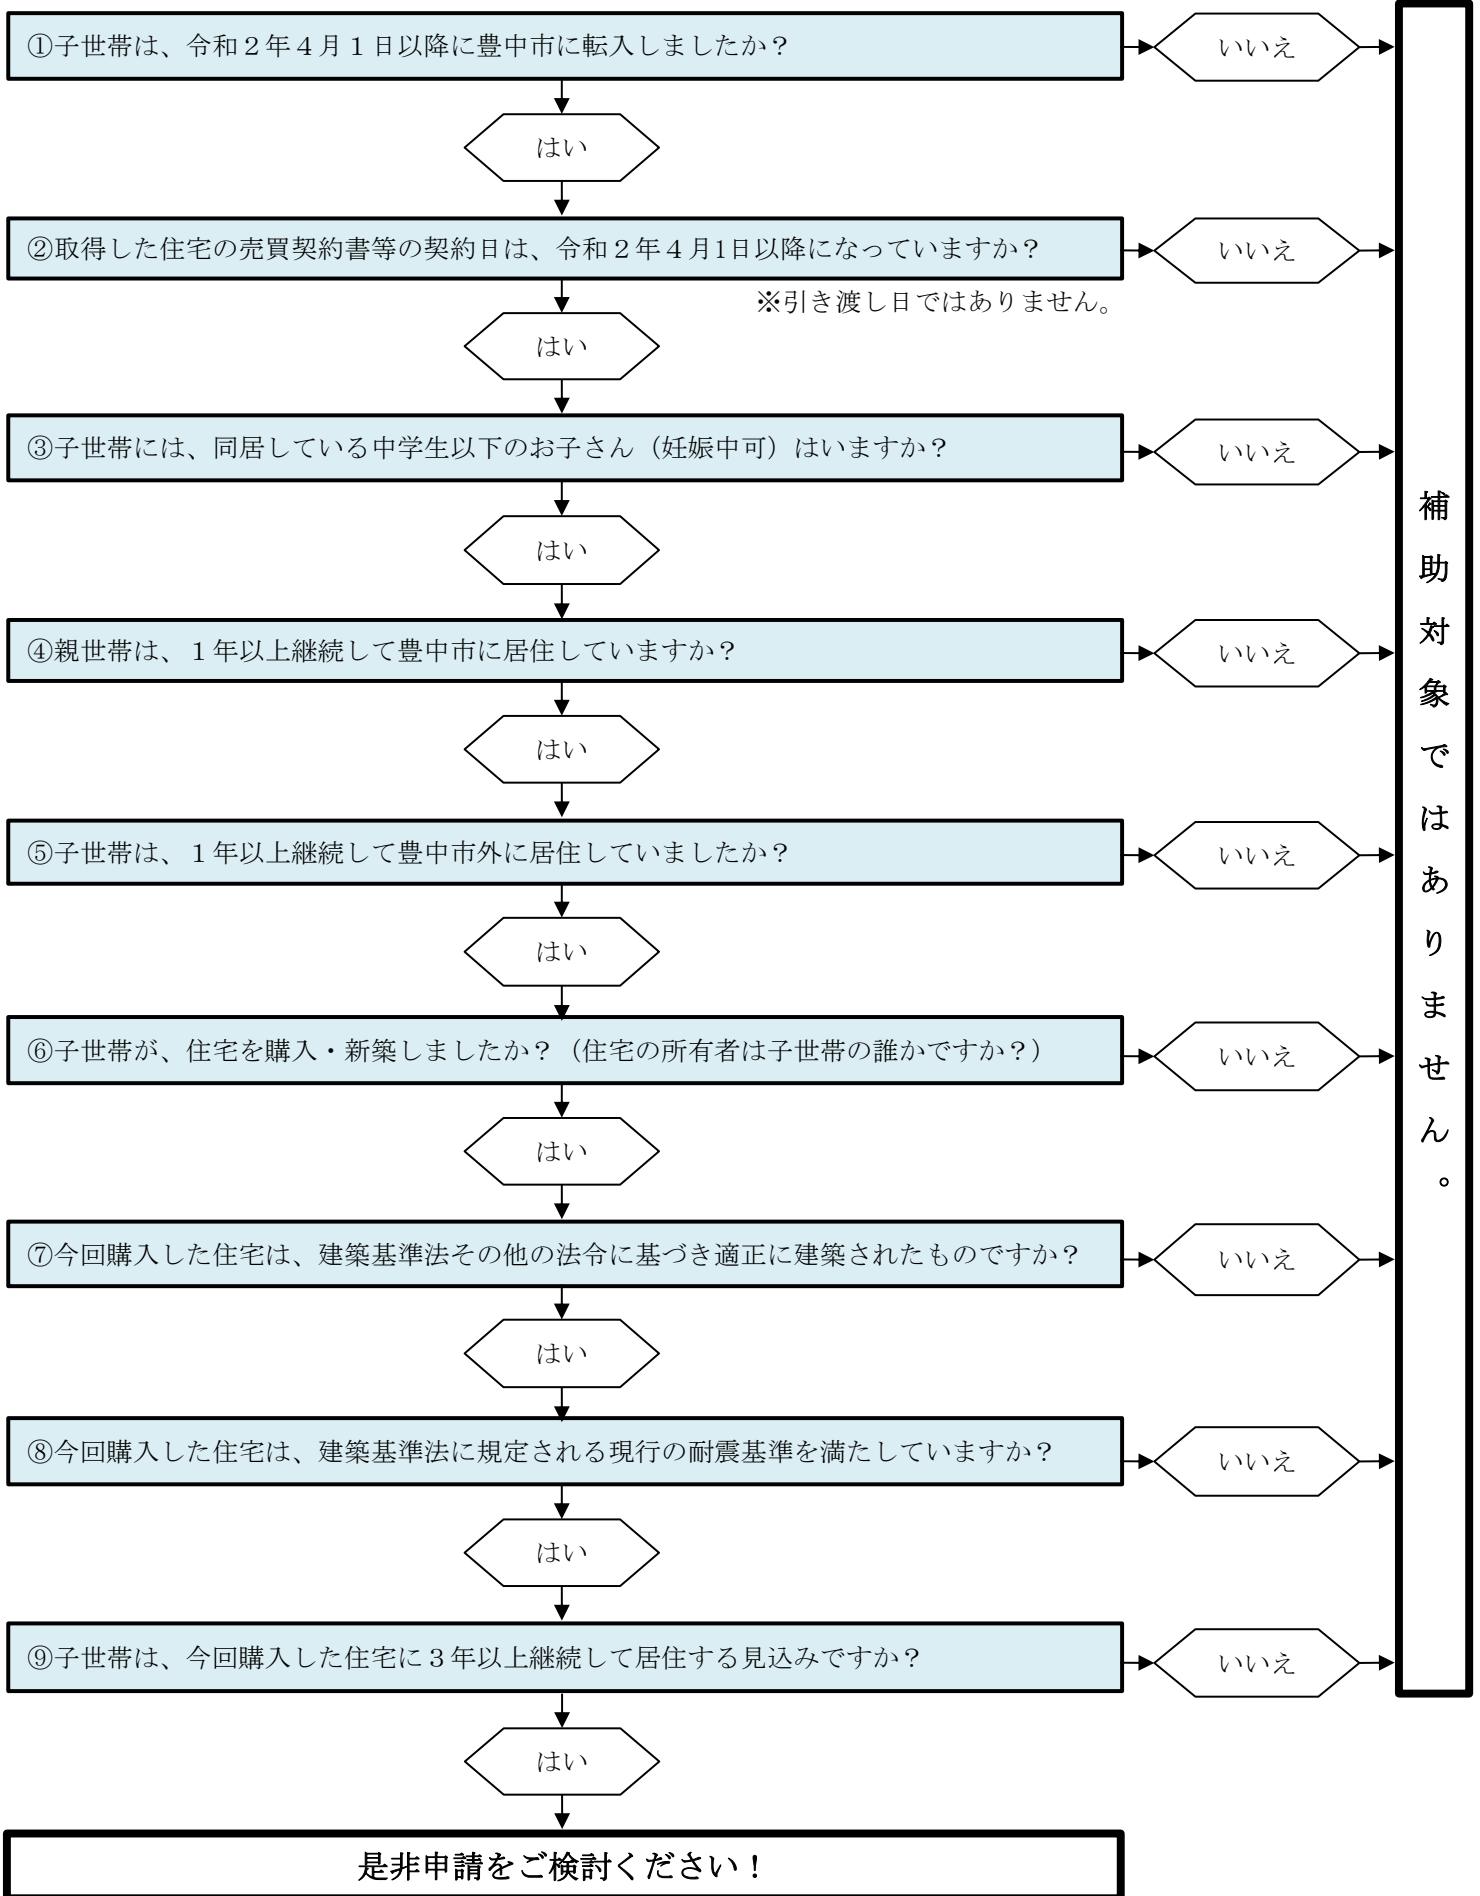 ①子世帯は、令和２年４月１日以降に豊中市に転入しましたか？
いいえ
はい
②取得した住宅の売買契約書等の契約日は、令和２年４月1日以降になっていますか？
いいえ
※引き渡し日ではありません。
はい
③子世帯には、同居している中学生以下のお子さん（妊娠中可）はいますか？
いいえ
はい
④親世帯は、１年以上継続して豊中市に居住していますか？
いいえ
はい
⑤子世帯は、１年以上継続して豊中市外に居住していましたか？
いいえ
はい
⑥子世帯が、住宅を購入・新築しましたか？（住宅の所有者は子世帯の誰かですか？）
いいえ
はい
⑦今回購入した住宅は、建築基準法その他の法令に基づき適正に建築されたものですか？
いいえ
はい
⑧今回購入した住宅は、建築基準法に規定される現行の耐震基準を満たしていますか？
いいえ
はい
⑨子世帯は、今回購入した住宅に３年以上継続して居住する見込みですか？
いいえ
はい
補助対象ではありません。
是非申請をご検討ください！